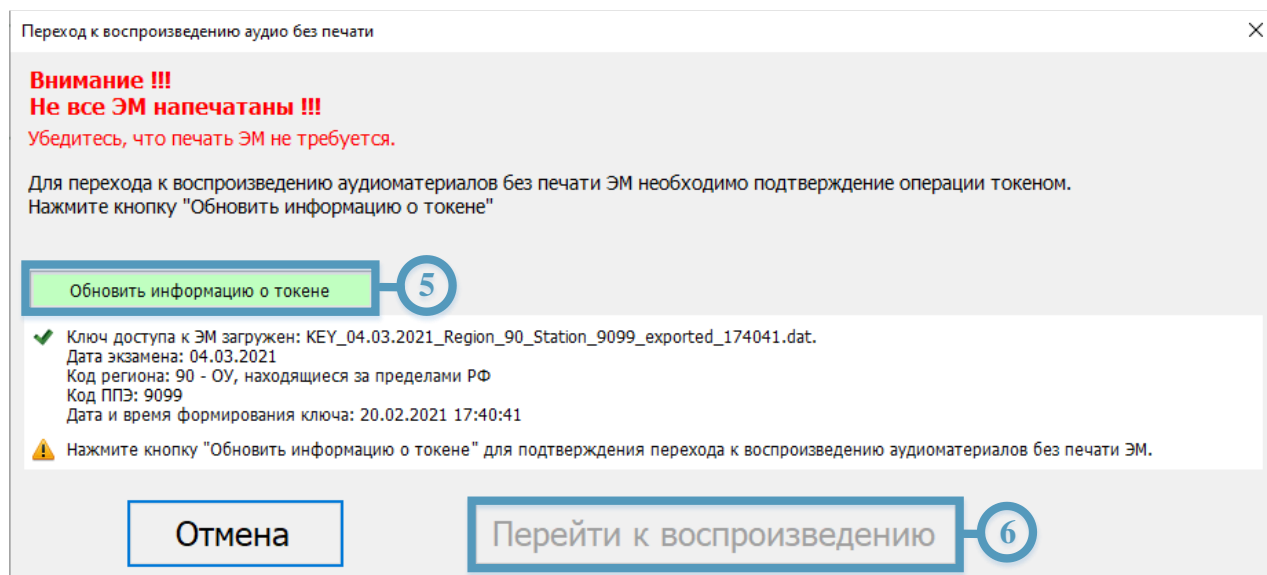 Переход к воспроизведению аудио без печати
Внимание !!!
Не все ЭМ напечатаны !!!
Убедитесь, что печать ЭМ не требуется.
Для перехода к воспроизведению аудиоматериалов без печати ЭМ необходимо подтверждение операции токеном.
Нажмите кнопку "Обновить информацию о токене"
Обновить информацию о токене
5
Ключ доступа к ЭМ загружен: KEY_04.03.2021_Region_90_Station_9099_exported_174041.dat.
Дата экзамена: 04.03.2021
Код региона: 90 - ОУ, находящиеся за пределами РФ
Код ППЭ: 9099
Дата и время формирования ключа: 20.02.2021 17:40:41
Нажмите кнопку "Обновить информацию о токене" для подтверждения перехода к воспроизведению аудиоматериалов без печати ЭМ.
Отмена
Перейти к воспроизведению
6